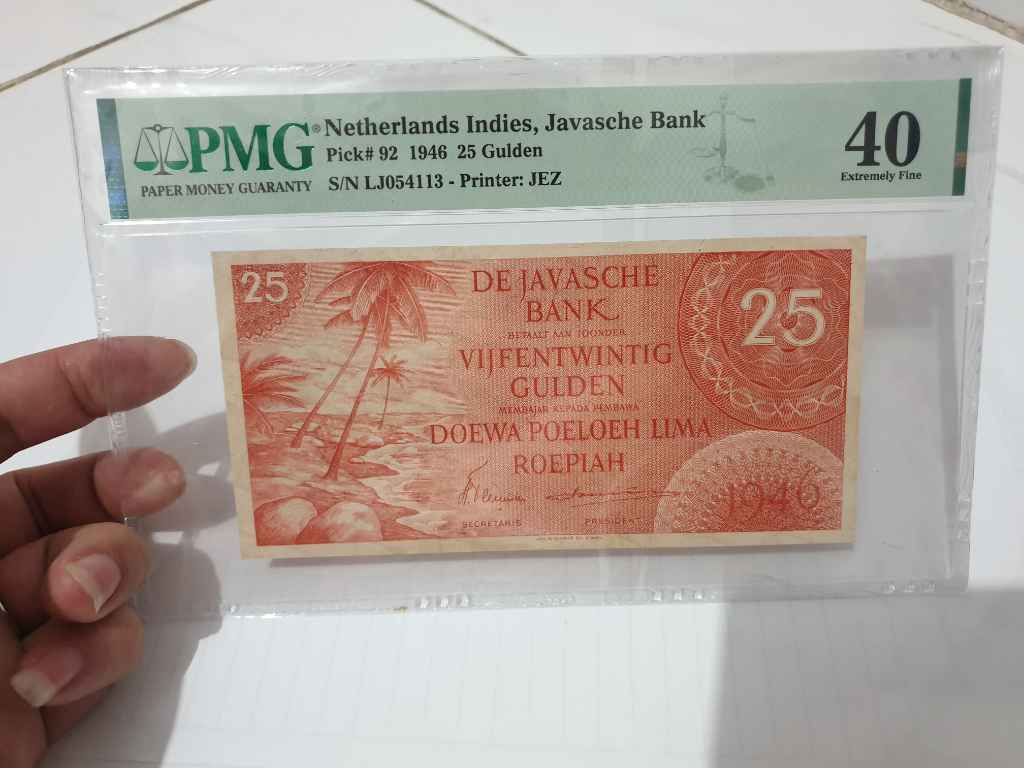 PMG®
PAPER MONEY GUARANTY
Netherlands Indies, Javasche Bank
Pick# 92 1946 25 Gulden
S/N LJ054113 - Printer: JEZ
40
Extremely Fine
25
DE JAVASCHE
BANK
BETAALT AAN TOONDER
VIJFENTWINTIG
GULDEN
MEMBAJAR KEPADA PEMBAWA
DOEWA POELOEH LIMA
ROEPIAH
25
SECRETARIS
PRESIDENT
1946